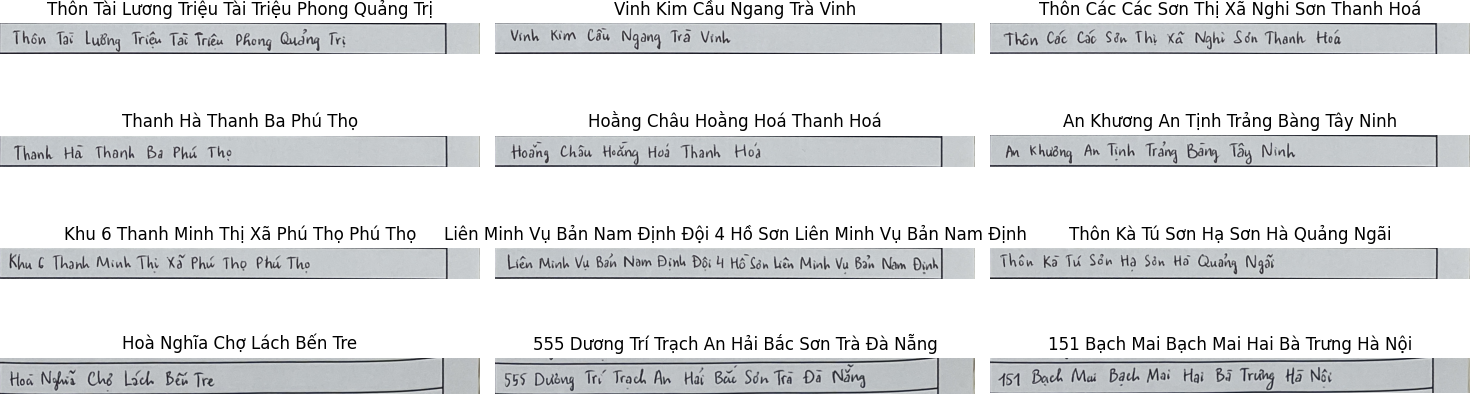 Thôn Tài Lương Triệu Tài Triệu Phong Quảng Trị
Vinh Kim Cầu Ngang Trà Vinh
Thôn Các Các Sơn Thị Xã Nghi Sơn Thanh Hoá
Thôn Tài Lương Triệu Tài Triệu Phong Quảng Trị
Vinh Kim Cầu Ngang Trà Vinh
Thôn Các Các Sơn Thị Xã Nghi Sơn Thanh Hoá
Thanh Hà Thanh Ba Phú Thọ
Hoằng Châu Hoằng Hoá Thanh Hoá
An Khương An Tịnh Trảng Bàng Tây Ninh
Thanh Hà Thanh Ba Phú Thọ
Hoằng Châu Hoằng Hoá Thanh Hoá
An Khương An Tịnh Trảng Bàng Tây Ninh
Khu 6 Thanh Minh Thị Xã Phú Thọ Phú Thọ
Liên Minh Vụ Bản Nam Định Đội 4 Hồ Sơn Liên Minh Vụ Bản Nam Định
Thôn Kà Tú Sơn Hạ Sơn Hà Quảng Ngãi
Khu 6 Thanh Minh Thị Xã Phú Thọ Phú Thọ
Liên Minh Vụ Bản Nam Định Đội 4 Hồ Sơn Liên Minh Vụ Bản Nam Định
Thôn Kà Tú Sơn Hạ Sơn Hà Quảng Ngãi
Hoà Nghĩa Chợ Lách Bến Tre
555 Dương Trí Trạch An Hải Bắc Sơn Trà Đà Nẵng
151 Bạch Mai Bạch Mai Hai Bà Trưng Hà Nội
Hoà Nghĩa Chợ Lách Bến Tre
555 Dương Trí Trạch An Hải Bắc Sơn Trà Đà Nẵng
151 Bạch Mai Bạch Mai Hai Bà Trưng Hà Nội